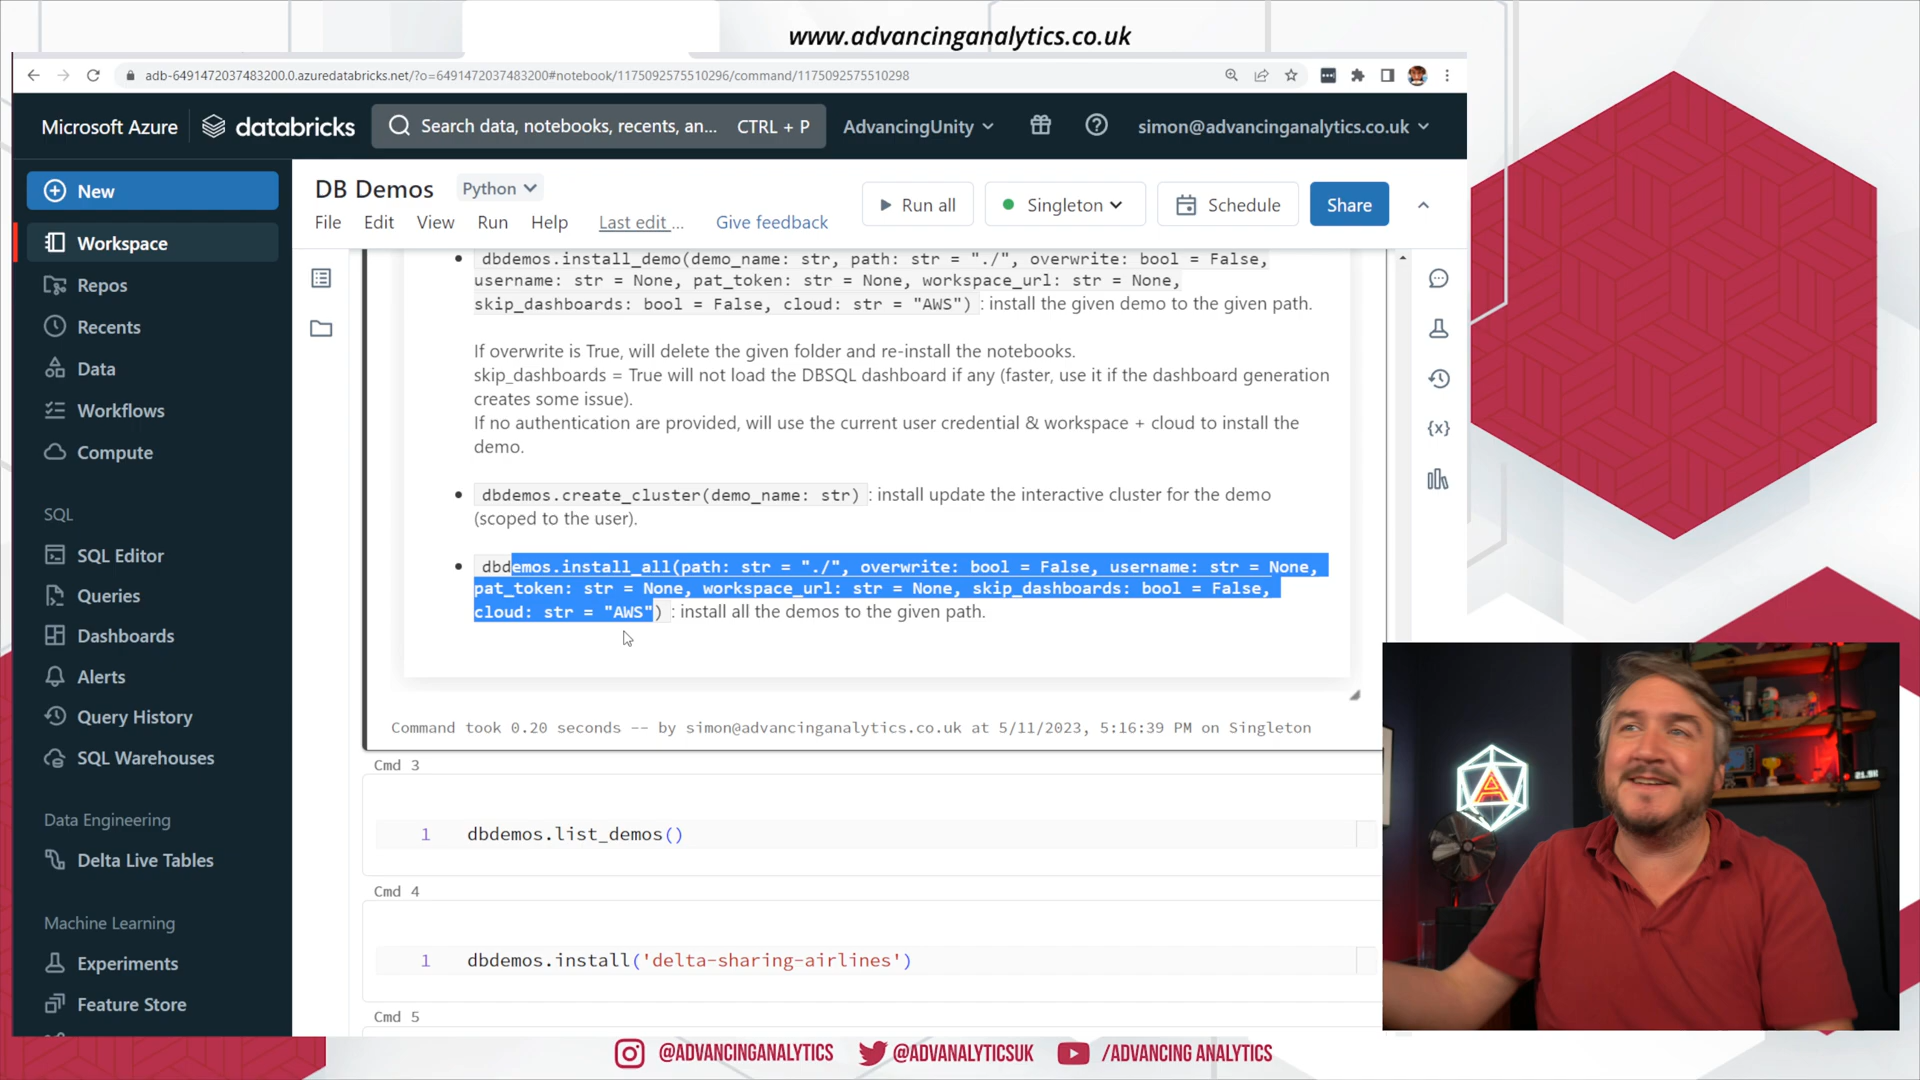 www.advancinganalytics.co.uk
adb-6491472037483200.0.azuredatabricks.net/?o=6491472037483200#notebook/1175092575510296/command/1175092575510298
Microsoft Azure
databricks
Search data, notebooks, recents, an... CTRL + P
AdvancingUnity
simon@advancinganalytics.co.uk
New
Workspace
Repos
Recents
Data
Workflows
Compute
SQL
SQL Editor
Queries
Dashboards
Alerts
Query History
SQL Warehouses
Data Engineering
Delta Live Tables
Machine Learning
Experiments
Feature Store
DB Demos Python
File Edit View Run Help Last edit ... Give feedback
Run all
Singleton
Schedule
Share
dbdemos.install_demo(demo_name: str, path: str = "./", overwrite: bool = False,
username: str = None, pat_token: str = None, workspace_url: str = None,
skip_dashboards: bool = False, cloud: str = "AWS") : install the given demo to the given path.
If overwrite is True, will delete the given folder and re-install the notebooks.
skip_dashboards = True will not load the DBSQL dashboard if any (faster, use it if the dashboard generation
creates some issue).
If no authentication are provided, will use the current user credential & workspace + cloud to install the
demo.
dbdemos.create_cluster(demo_name: str) : install update the interactive cluster for the demo
(scoped to the user).
dbdemos.install_all(path: str = "./", overwrite: bool = False, username: str = None,
pat_token: str = None, workspace_url: str = None, skip_dashboards: bool = False,
cloud: str = "AWS") : install all the demos to the given path.
Command took 0.20 seconds -- by simon@advancinganalytics.co.uk at 5/11/2023, 5:16:39 PM on Singleton
Cmd 3
1 dbdemos.list_demos()
Cmd 4
1 dbdemos.install('delta-sharing-airlines')
Cmd 5
{x}
@ADVANCINGANALYTICS
@ADVANALYTICSUK
/ADVANCING ANALYTICS